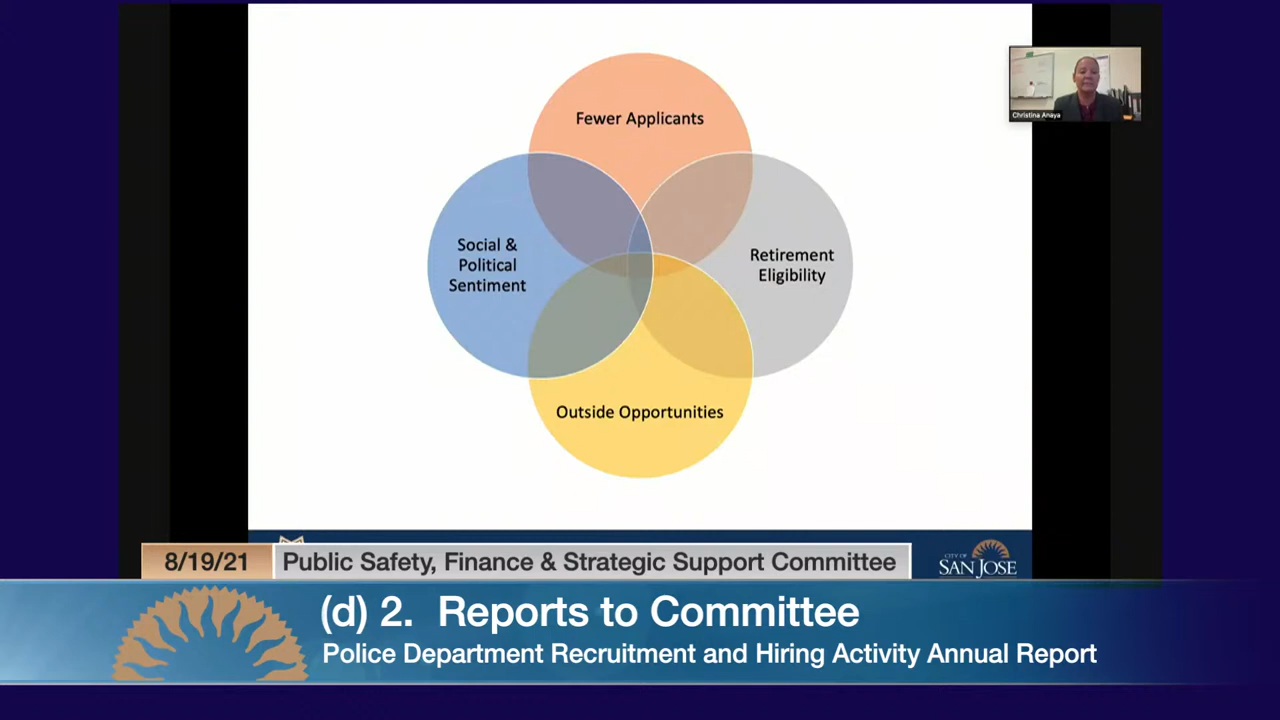 Fewer Applicants
Christina Anaya
Social &
Political
Sentiment
Retirement
Eligibility
Outside Opportunities
8/19/21
Public Safety, Finance & Strategic Support Committee
CITY OF
SAN JOSE
(d) 2. Reports to Committee
Police Department Recruitment and Hiring Activity Annual Report